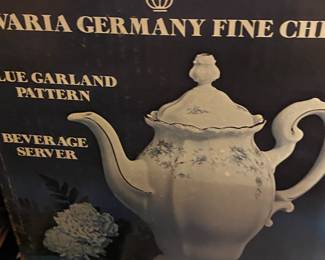 VARIA GERMANY FINE CHI
LUE GARLAND
PATTERN
BEVERAGE
SERVER